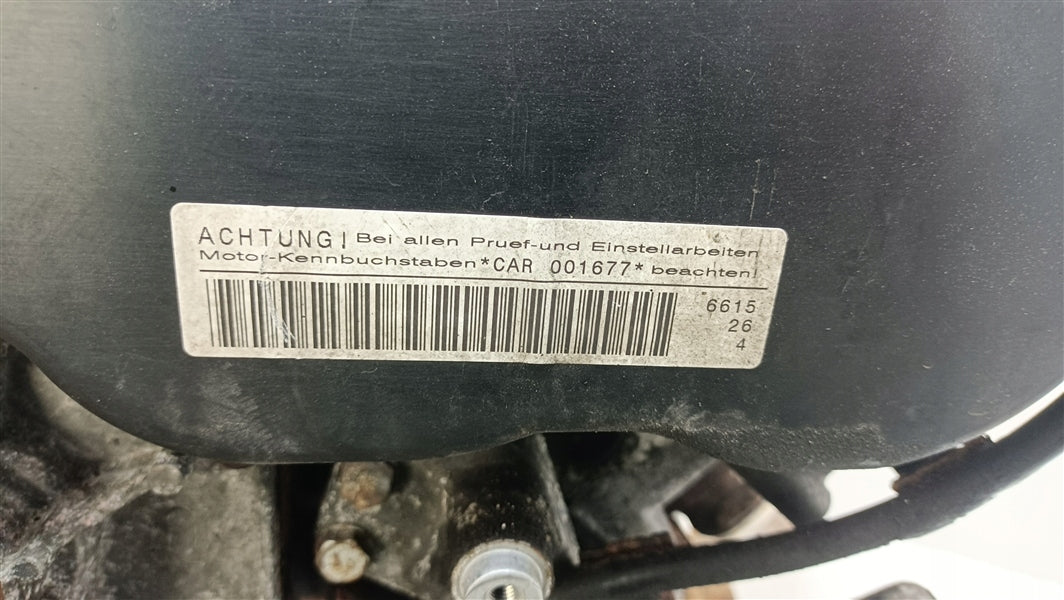 ACHTUNG! Bei allen Pruef-und Einstellarbeiten
Motor-Kennbuchstaben *CAR 001677* beachten!
6615
26
4